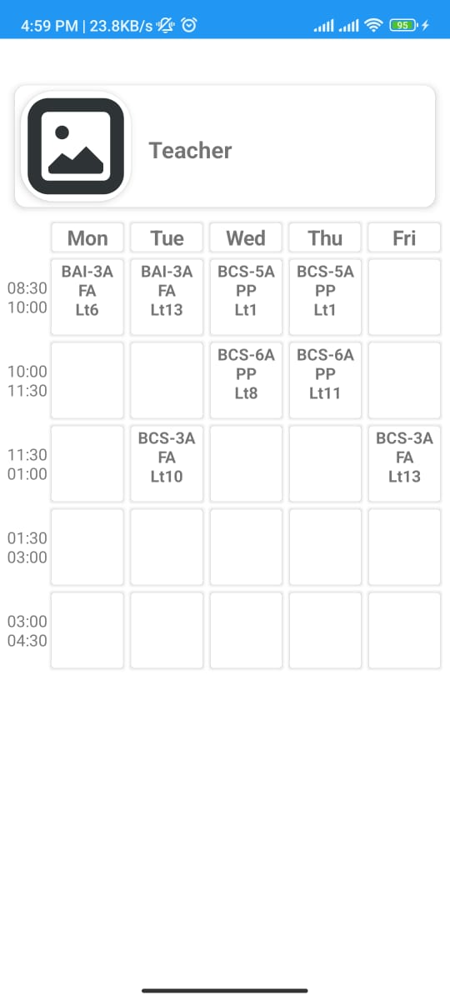 4:59 PM | 23.8KB/s
95
Teacher
Mon Tue Wed Thu Fri
08:30
10:00
BAI-3A
FA
Lt6
BAI-3A
FA
Lt13
BCS-5A
PP
Lt1
BCS-5A
PP
Lt1
10:00
11:30
BCS-6A
PP
Lt8
BCS-6A
PP
Lt11
11:30
01:00
BCS-3A
FA
Lt10
BCS-3A
FA
Lt13
01:30
03:00
03:00
04:30